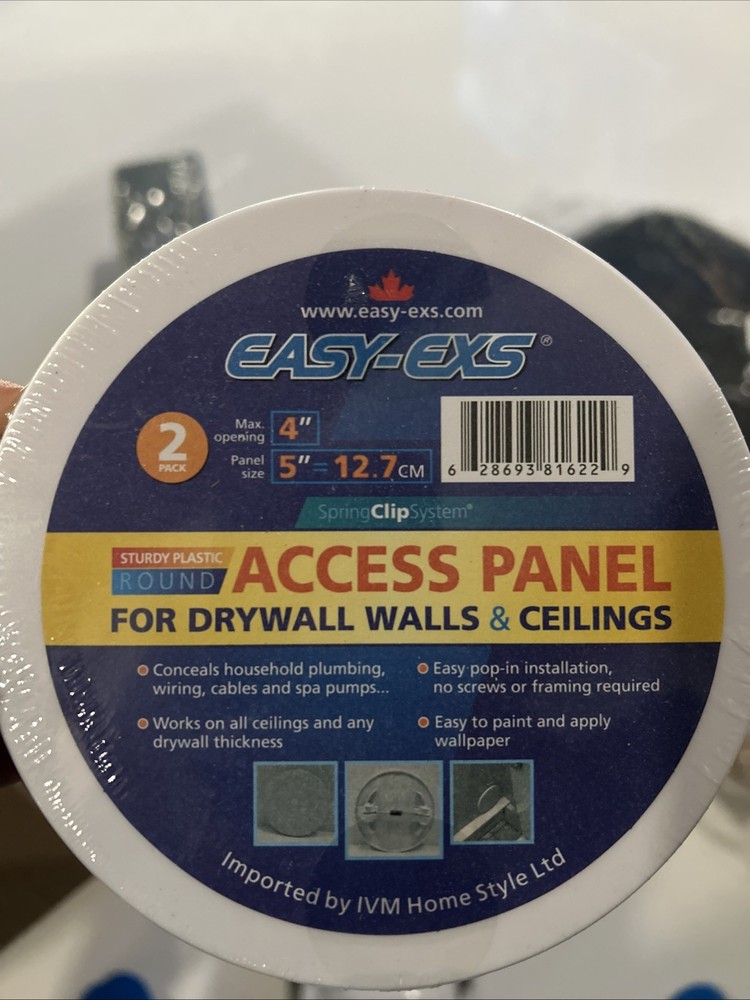 www.easy-exs.com
EASY-EXS®
2
PACK
Max.
opening
4"
Panel
size
5" = 12.7CM
6 28693 81622 9
SpringClipSystem®
STURDY PLASTIC
ROUND
ACCESS PANEL
FOR DRYWALL WALLS & CEILINGS
Conceals household plumbing,
wiring, cables and spa pumps...
Works on all ceilings and any
drywall thickness
Easy pop-in installation,
no screws or framing required
Easy to paint and apply
wallpaper
Imported by IVM Home Style Ltd